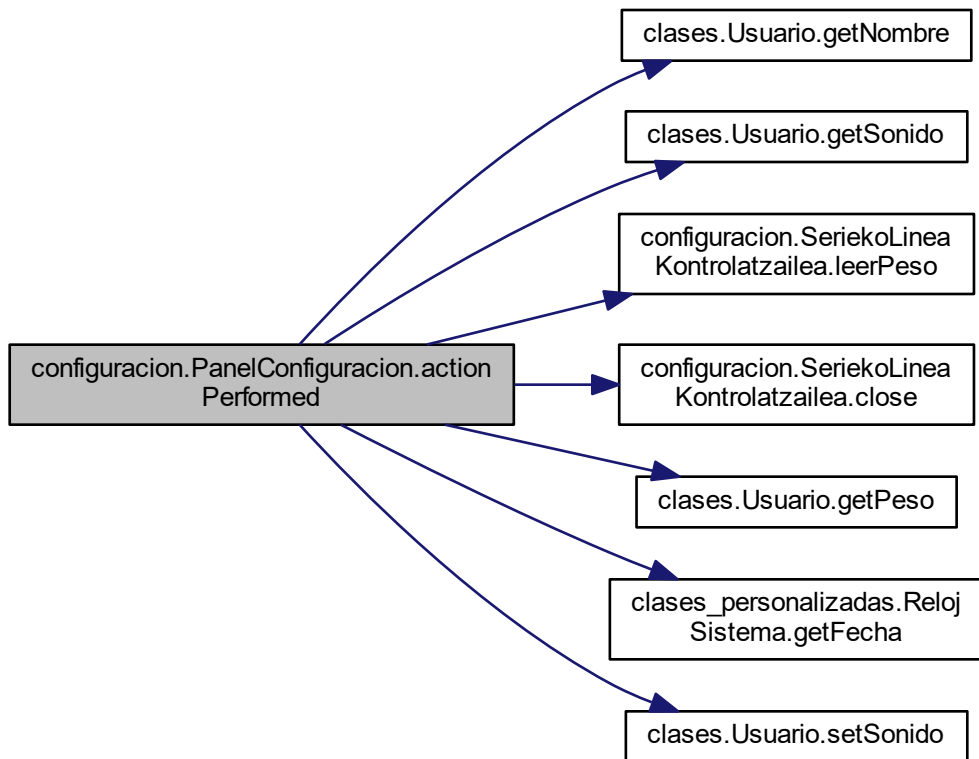 clases.Usuario.getNombre
clases.Usuario.getSonido
configuracion.SeriekoLinea
Kontrolatzailea.leerPeso
configuracion.PanelConfiguracion.action
Performed
configuracion.SeriekoLinea
Kontrolatzailea.close
clases.Usuario.getPeso
clases_personalizadas.Reloj
Sistema.getFecha
clases.Usuario.setSonido